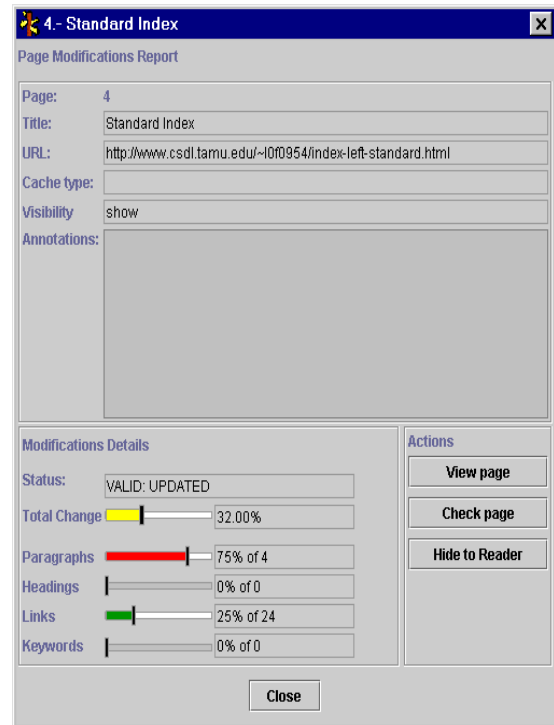 4.- Standard Index
Page Modifications Report
Page: 4
Title: Standard Index
URL: http://www.csdl.tamu.edu/~l0f0954/index-left-standard.html
Cache type:
Visibility show
Annotations:
Modifications Details
Status: VALID: UPDATED
Total Change 32.00%
Paragraphs 75% of 4
Headings 0% of 0
Links 25% of 24
Keywords 0% of 0
Actions
View page
Check page
Hide to Reader
Close